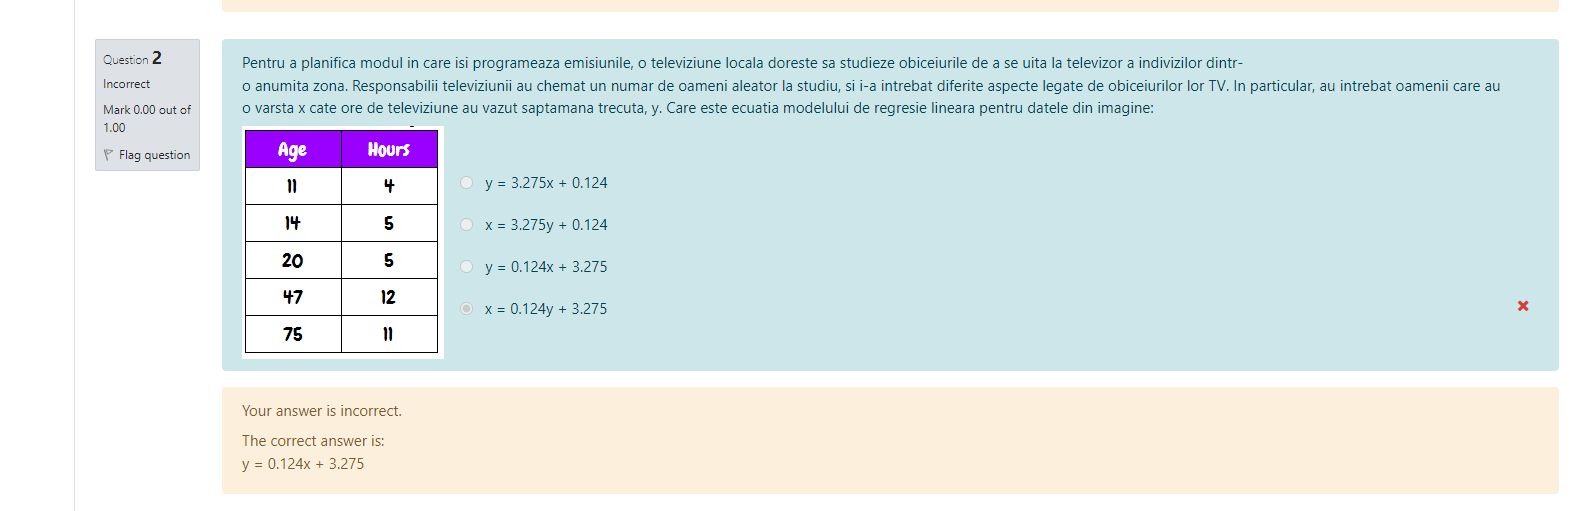 Question 2
Incorrect
Mark 0.00 out of
1.00
Flag question
Pentru a planifica modul in care isi programeaza emisiunile, o televiziune locala doreste sa studieze obiceiurile de a se uita la televizor a indivizilor dintr-
o anumita zona. Responsabilii televiziunii au chemat un numar de oameni aleator la studiu, si i-a intrebat diferite aspecte legate de obiceiurilor lor TV. In particular, au intrebat oamenii care au
o varsta x cate ore de televiziune au vazut saptamana trecuta, y. Care este ecuatia modelului de regresie lineara pentru datele din imagine:
Age Hours
11 4
14 5
20 5
47 12
75 11
y = 3.275x + 0.124
x = 3.275y + 0.124
y = 0.124x + 3.275
x = 0.124y + 3.275
Your answer is incorrect.
The correct answer is:
y = 0.124x + 3.275